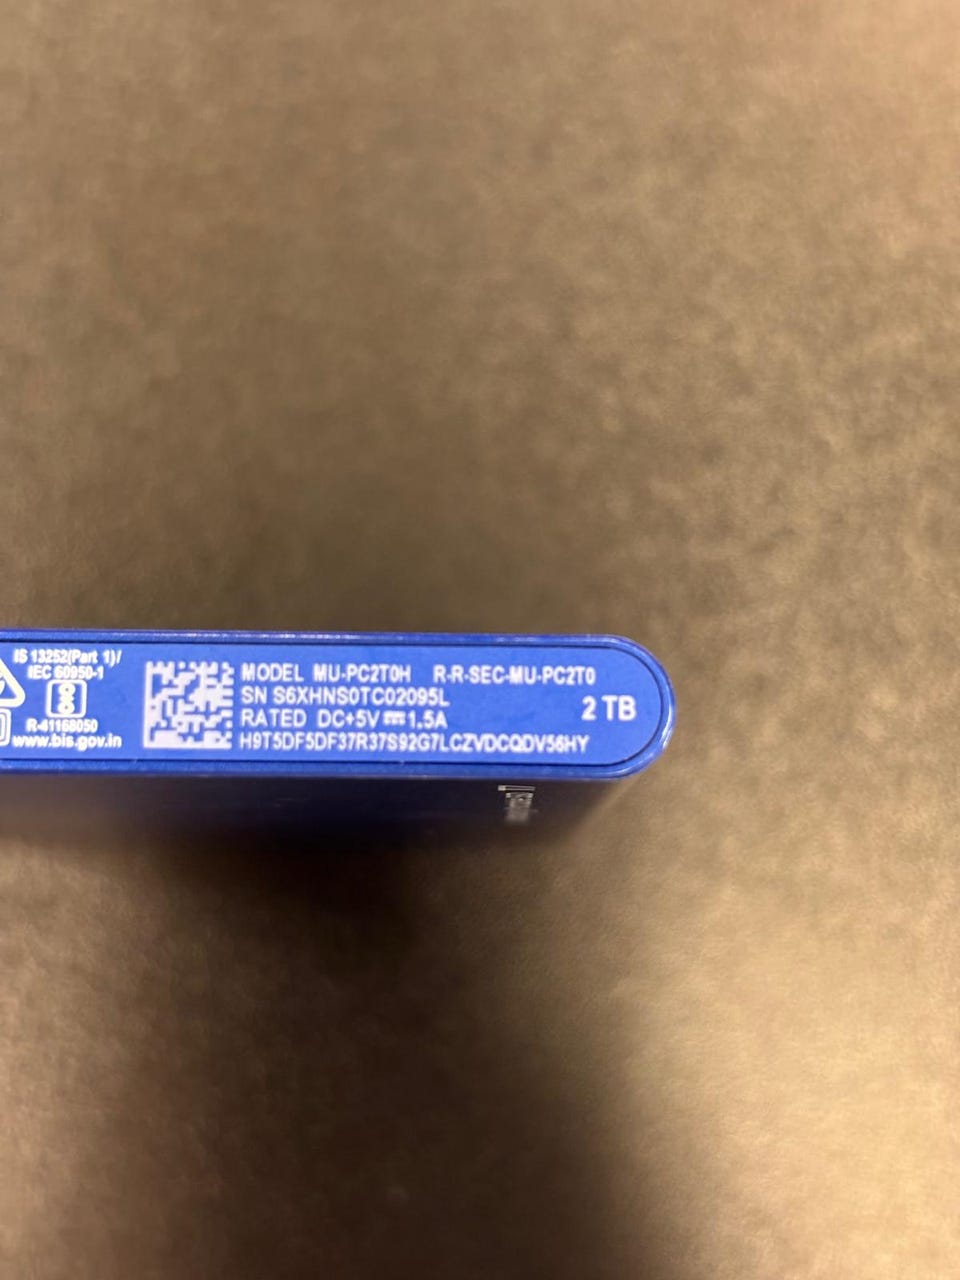 IS 13252(Part 1)/
IEC 60950-1
R-41168050
www.bis.gov.in
MODEL MU-PC2T0H R-R-SEC-MU-PC2T0
SN S6XHNS0TC02095L
RATED DC+5V⎓1.5A
H9T5DF5DF37R37S92G7LCZVDCQDV56HY
2 TB